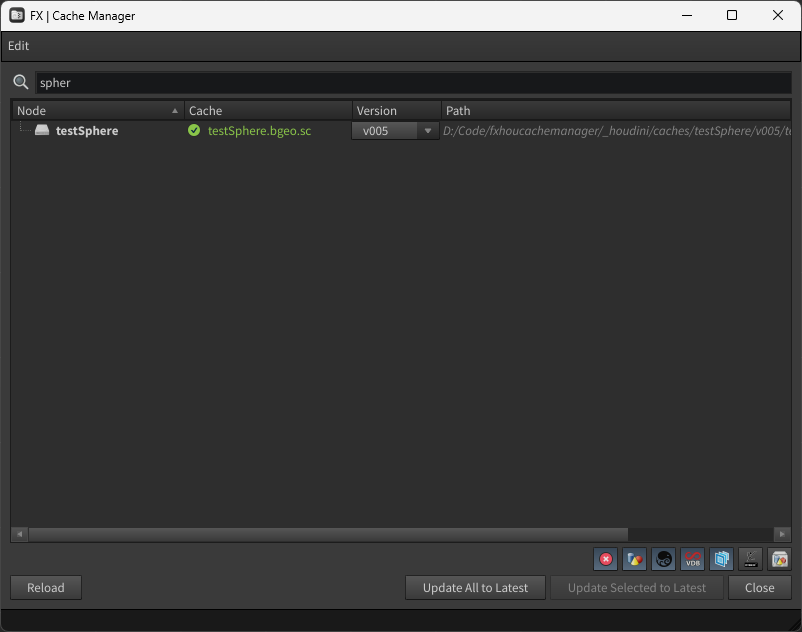 FX | Cache Manager
Edit
spher
Node Cache Version Path
testSphere testSphere.bgeo.sc v005 D:/Code/fxhoucachemanager/_houdini/caches/testSphere/v005/te
VDB
Reload Update All to Latest Update Selected to Latest Close